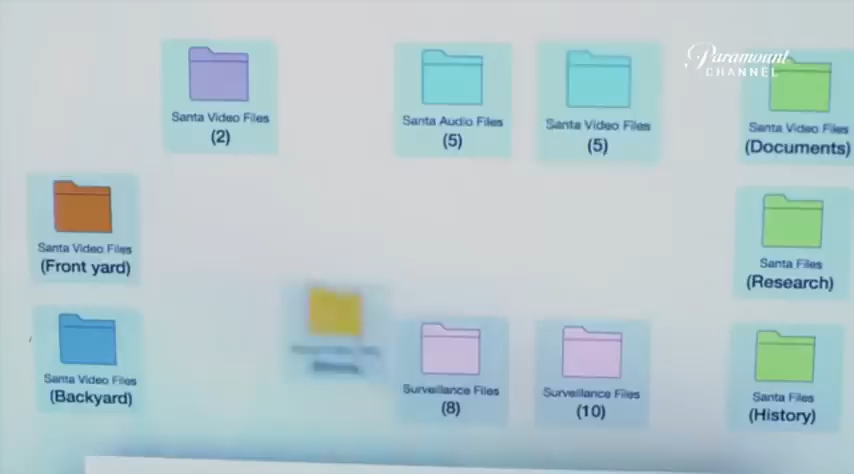 Paramount
CHANNEL
Santa Video Files
(2)
Santa Audio Files
(5)
Santa Video Files
(5)
Santa Video Files
(Documents)
Santa Video Files
(Front yard)
Santa Files
(Research)
Santa Video Files
(Backyard)
Surveillance Files
(8)
Surveillance Files
(10)
Santa Files
(History)